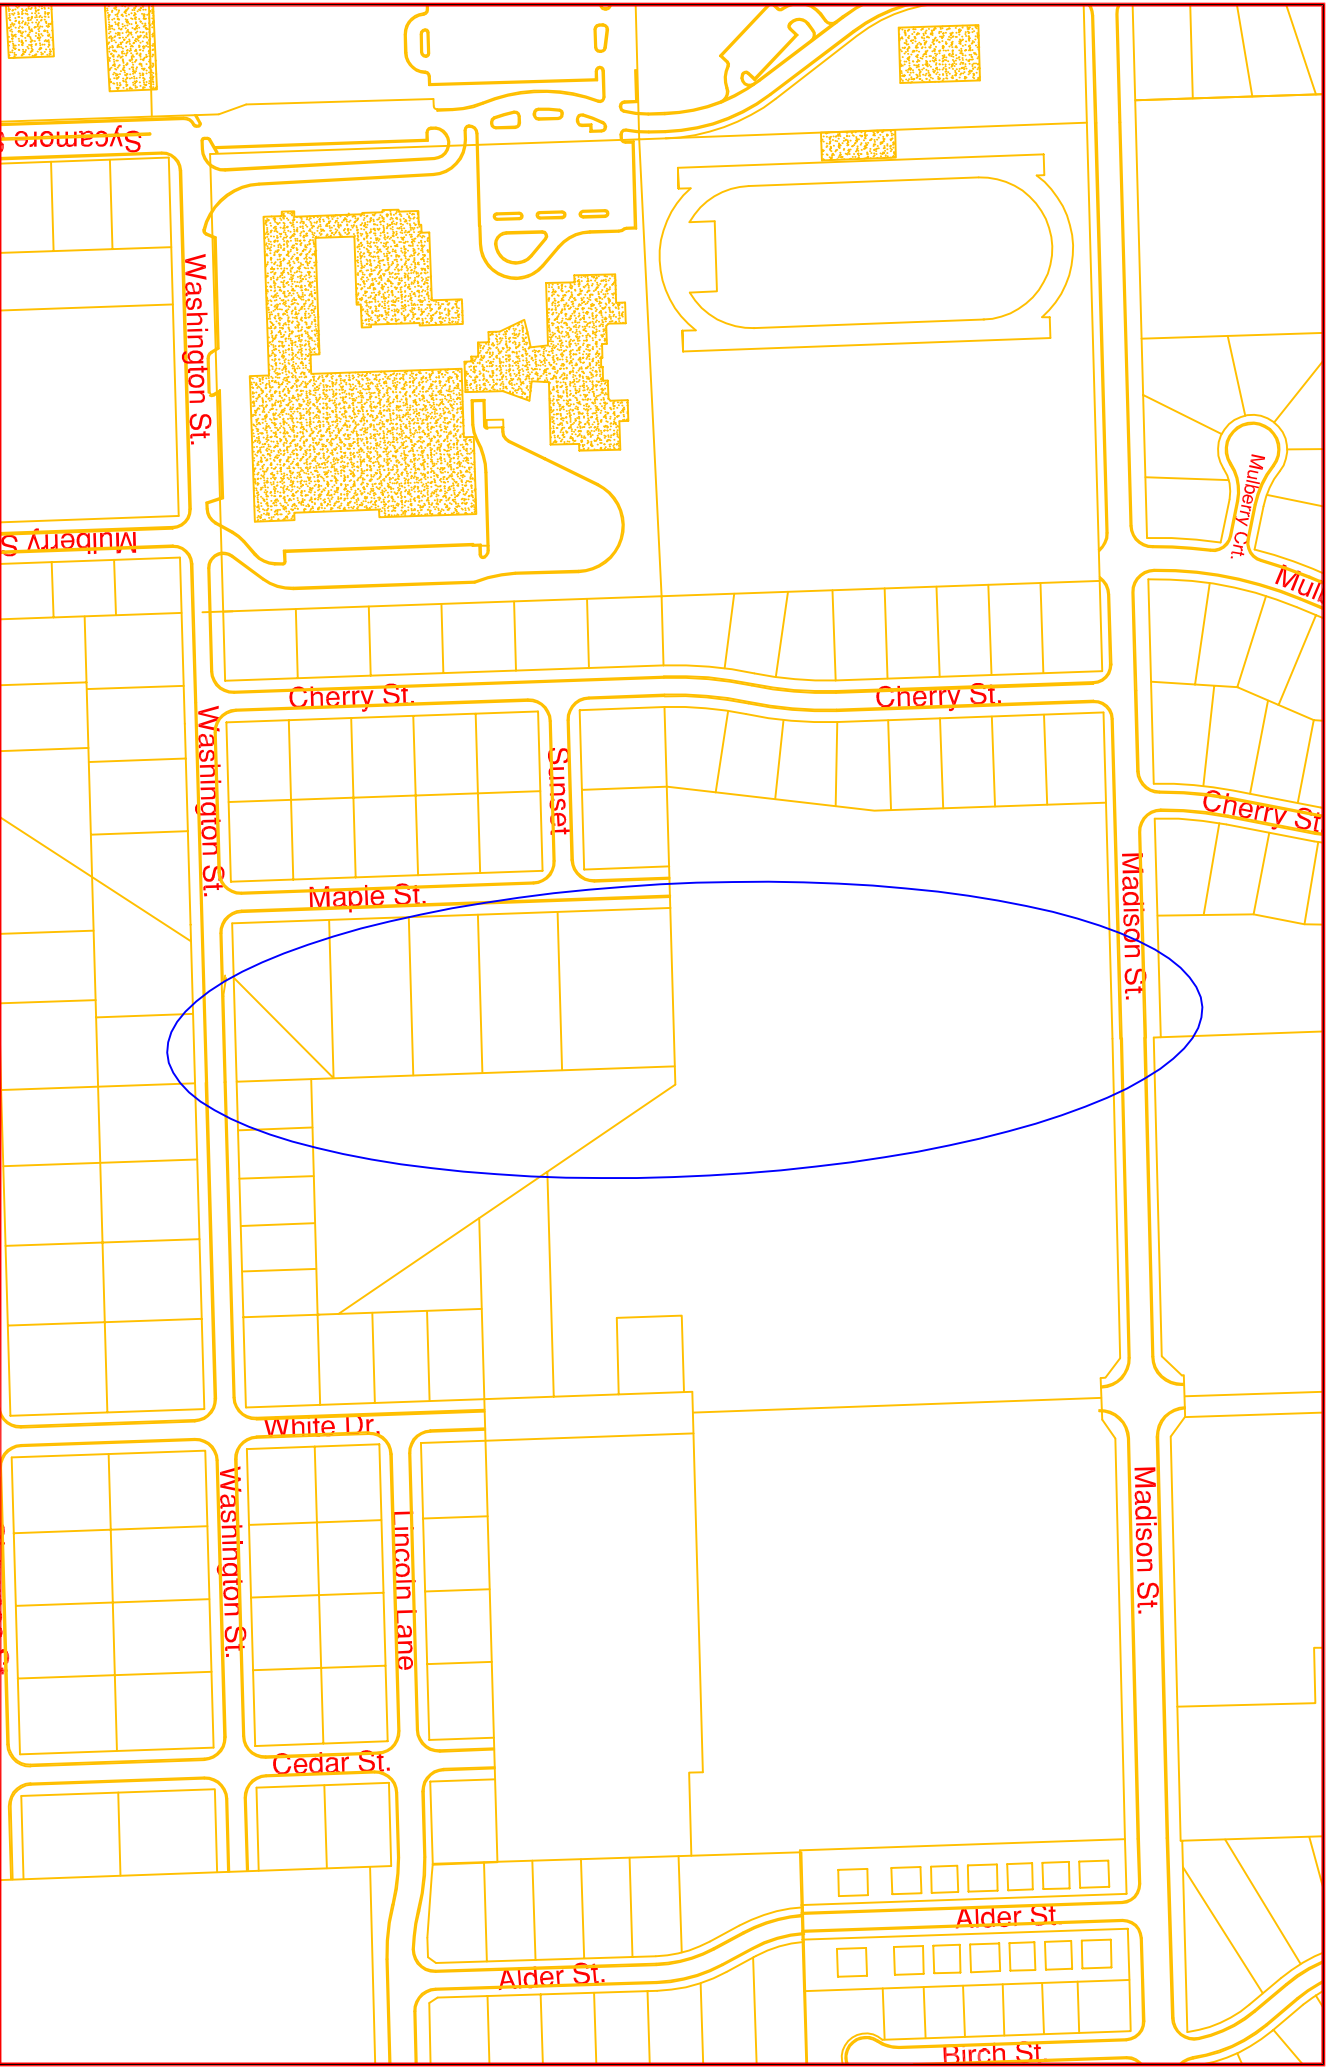 Sycamore
Washington St.
Mulberry Crt.
Mulberry S
Mul
Cherry St.
Cherry St.
Washington St.
Sunset
Cherry St
Maple St.
Madison St.
White Dr.
Washington St.
Lincoln Lane
Madison St.
Cedar St.
Alder St.
Alder St.
Birch St.